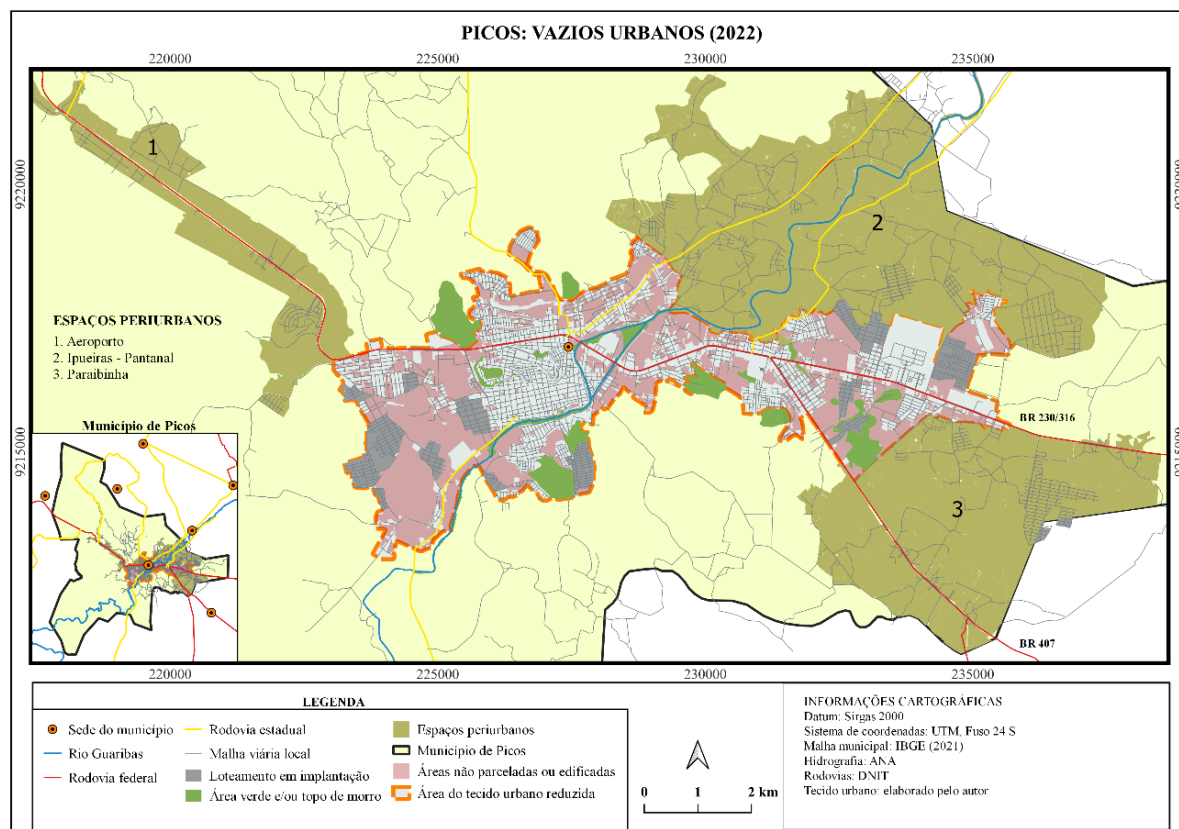 PICOS: VAZIOS URBANOS (2022)
220000
225000
230000
235000
9220000
9220000
1
2
ESPAÇOS PERIURBANOS
1. Aeroporto
2. Ipueiras - Pantanal
3. Paraibinha
Município de Picos
BR 230/316
9215000
9215000
3
BR 407
220000
225000
230000
235000
LEGENDA
Sede do município
Rio Guaribas
Rodovia federal
Rodovia estadual
Malha viária local
Loteamento em implantação
Área verde e/ou topo de morro
Espaços periurbanos
Município de Picos
Áreas não parceladas ou edificadas
Área do tecido urbano reduzida
0 1 2 km
INFORMAÇÕES CARTOGRÁFICAS
Datum: Sirgas 2000
Sistema de coordenadas: UTM, Fuso 24 S
Malha municipal: IBGE (2021)
Hidrografia: ANA
Rodovias: DNIT
Tecido urbano: elaborado pelo autor